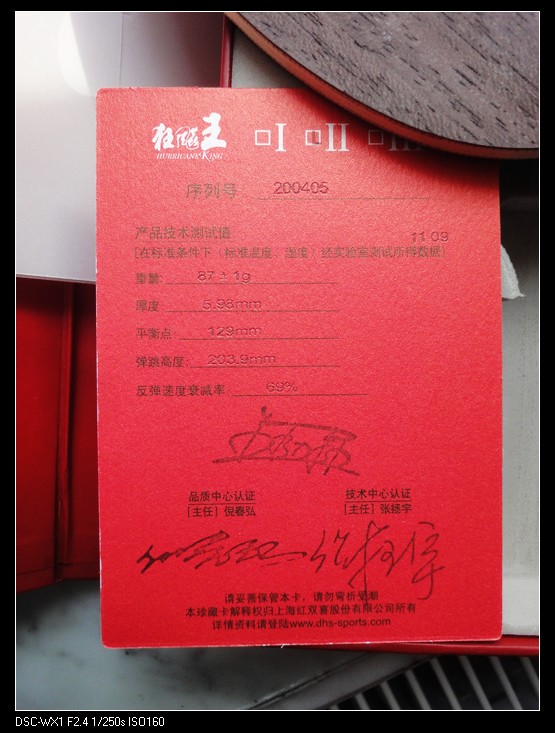 狂飚王
HURRICANE KING
□I □II □III
序列号 200405
产品技术测试值 11 09
[在标准条件下（标准温度、湿度）经实验室测试所得数据]
重量: 87 ± 1g
厚度 5.98mm
平衡点: 129mm
弹跳高度: 203.9mm
反弹速度衰减率: 69%
品质中心认证 技术中心认证
[主任] 倪春弘 [主任] 张扬宇
请妥善保管本卡，请勿弯折受潮
本珍藏卡解释权归上海红双喜股份有限公司所有
详情资料请登陆www.dhs-sports.com
DSC-WX1 F2.4 1/250s ISO160